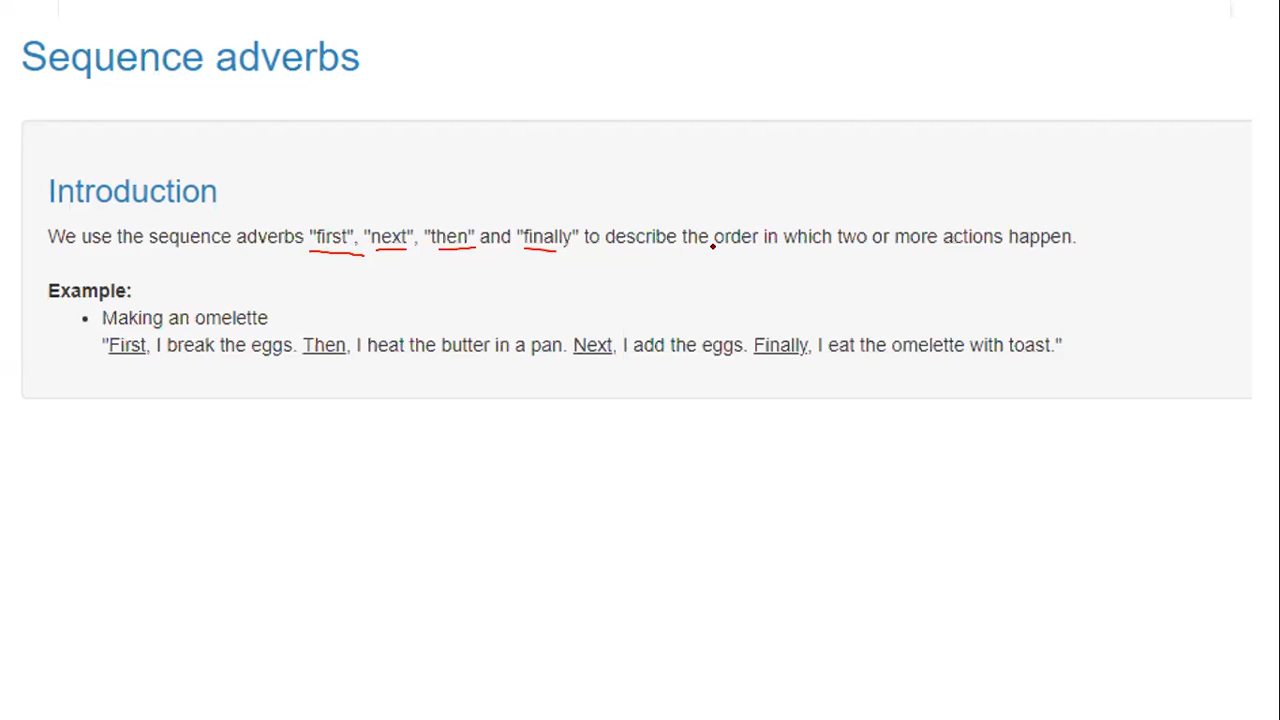 Sequence adverbs
Introduction
We use the sequence adverbs "first", "next", "then" and "finally" to describe the order in which two or more actions happen.
Example:
• Making an omelette
"First, I break the eggs. Then, I heat the butter in a pan. Next, I add the eggs. Finally, I eat the omelette with toast."